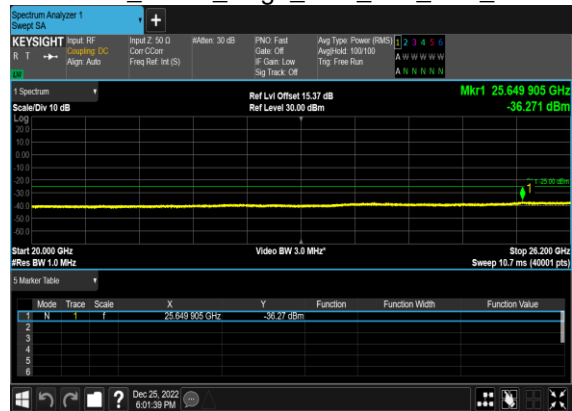 Spectrum Analyzer 1
Swept SA
+
KEYSIGHT Input: RF Input Z: 50 Ω #Atten: 30 dB PNO: Fast Avg Type: Power (RMS) 1 2 3 4 5 6
R T Coupling: DC Corr CCorr Gate: Off Avg|Hold: 100/100 A W W W W W
Align: Auto Freq Ref: Int (S) IF Gain: Low Trig: Free Run
LW Sig Track: Off A N N N N N
1 Spectrum Ref Lvl Offset 15.37 dB Mkr1 25.649 905 GHz
Scale/Div 10 dB Ref Level 30.00 dBm -36.271 dBm
Log
20.0
10.0
0.00
-10.0
-20.0
-25.00 dBm
1
-30.0
-40.0
-50.0
-60.0
Start 20.000 GHz Video BW 3.0 MHz* Stop 26.200 GHz
#Res BW 1.0 MHz Sweep 10.7 ms (40001 pts)
5 Marker Table
Mode Trace Scale X Y Function Function Width Function Value
1 N 1 f 25.649 905 GHz -36.27 dBm
2
3
4
5
6
? Dec 25, 2022
6:01:39 PM